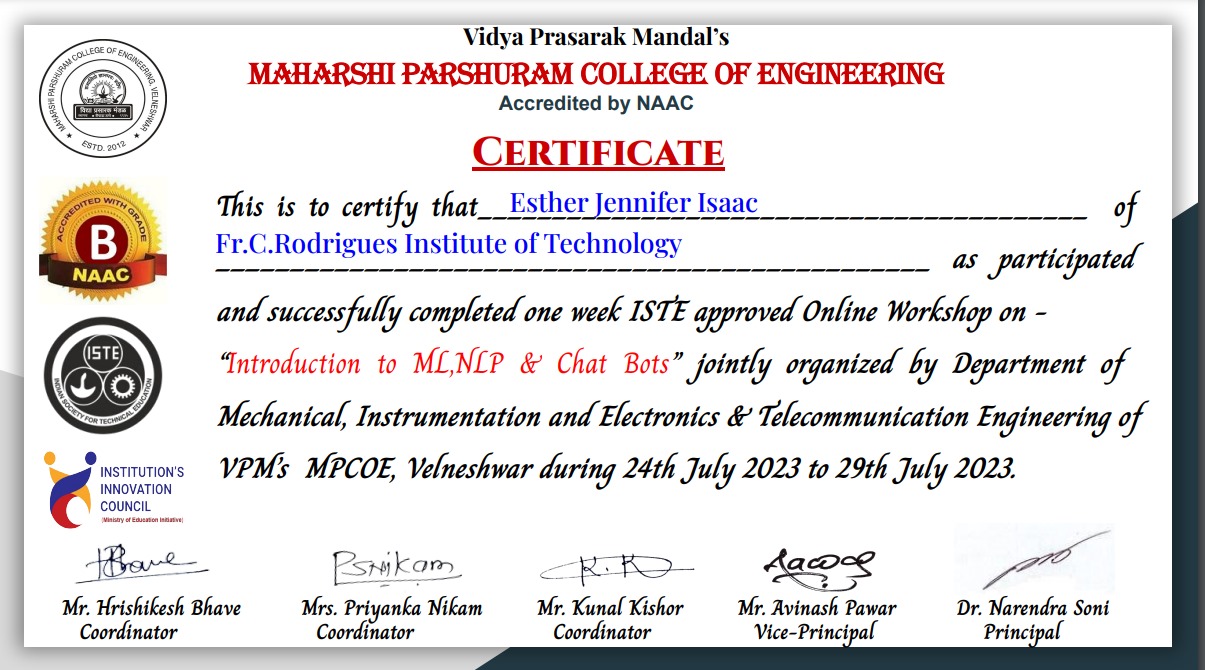 Vidya Prasarak Mandal's
MAHARSHI PARSHURAM COLLEGE OF ENGINEERING
Accredited by NAAC
CERTIFICATE
MAHARSHI PARSHURAM COLLEGE OF ENGINEERING, VELNESHWAR
विद्या प्रसारक मंडळ
ESTD. 2012
ACCREDITED WITH GRADE
B
NAAC
ISTE
INDIAN SOCIETY FOR TECHNICAL EDUCATION
INSTITUTION'S
INNOVATION
COUNCIL
(Ministry of Education Initiative)
This is to certify that Esther Jennifer Isaac of
Fr.C.Rodrigues Institute of Technology as participated
and successfully completed one week ISTE approved Online Workshop on –
“Introduction to ML,NLP & Chat Bots” jointly organized by Department of
Mechanical, Instrumentation and Electronics & Telecommunication Engineering of
VPM's MPCOE, Velneshwar during 24th July 2023 to 29th July 2023.
HBhave
PSNikam
K.K
Mr. Hrishikesh Bhave
Coordinator
Mrs. Priyanka Nikam
Coordinator
Mr. Kunal Kishor
Coordinator
Mr. Avinash Pawar
Vice-Principal
Dr. Narendra Soni
Principal